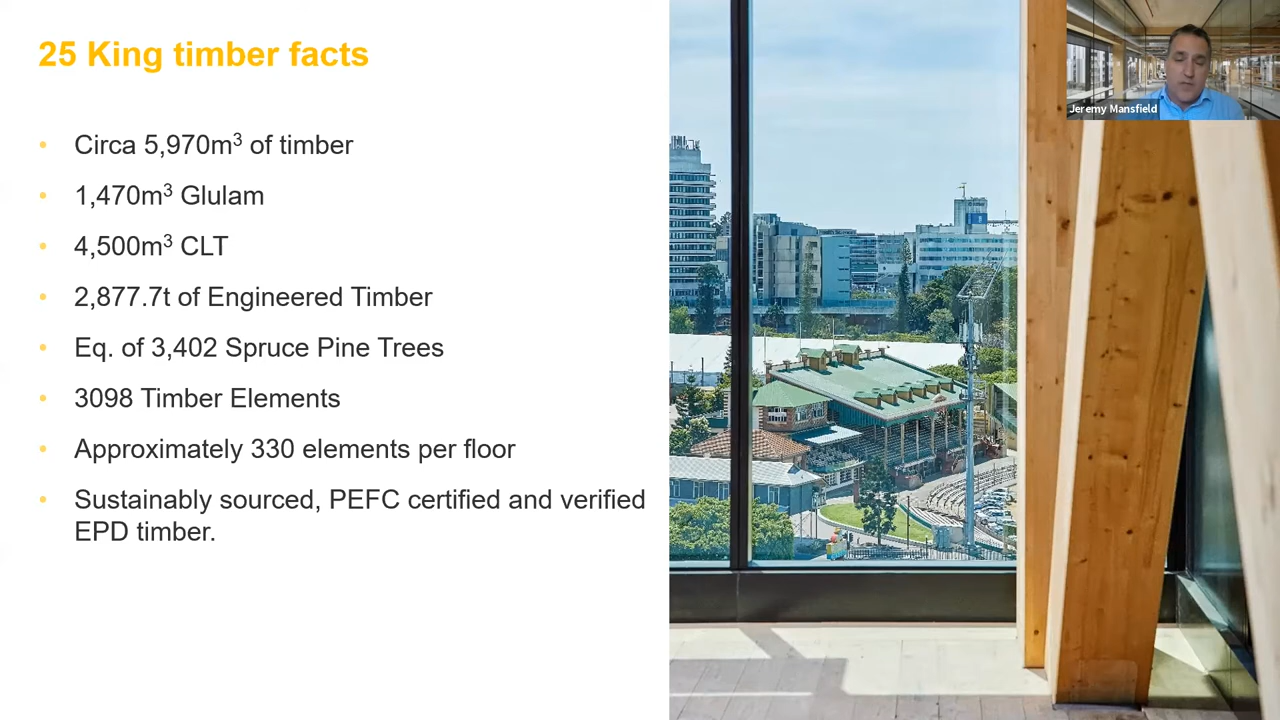 25 King timber facts
Jeremy Mansfield
• Circa 5,970m³ of timber
• 1,470m³ Glulam
• 4,500m³ CLT
• 2,877.7t of Engineered Timber
• Eq. of 3,402 Spruce Pine Trees
• 3098 Timber Elements
• Approximately 330 elements per floor
• Sustainably sourced, PEFC certified and verified
EPD timber.